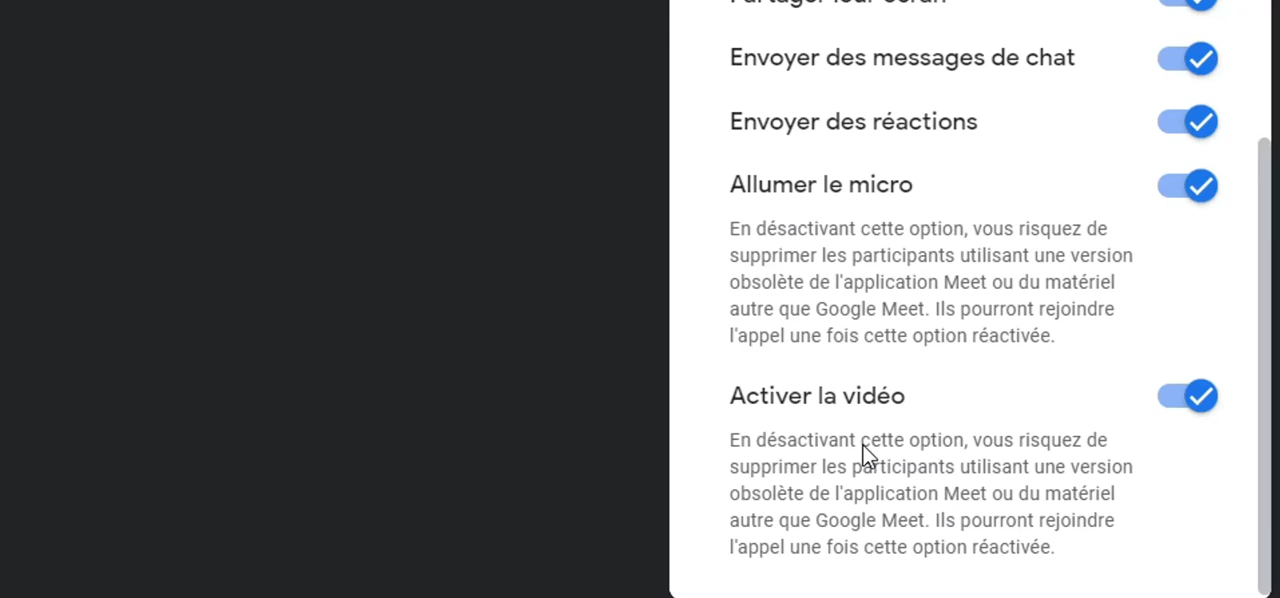 Partager leur écran
Envoyer des messages de chat
Envoyer des réactions
Allumer le micro
En désactivant cette option, vous risquez de
supprimer les participants utilisant une version
obsolète de l'application Meet ou du matériel
autre que Google Meet. Ils pourront rejoindre
l'appel une fois cette option réactivée.
Activer la vidéo
En désactivant cette option, vous risquez de
supprimer les participants utilisant une version
obsolète de l'application Meet ou du matériel
autre que Google Meet. Ils pourront rejoindre
l'appel une fois cette option réactivée.